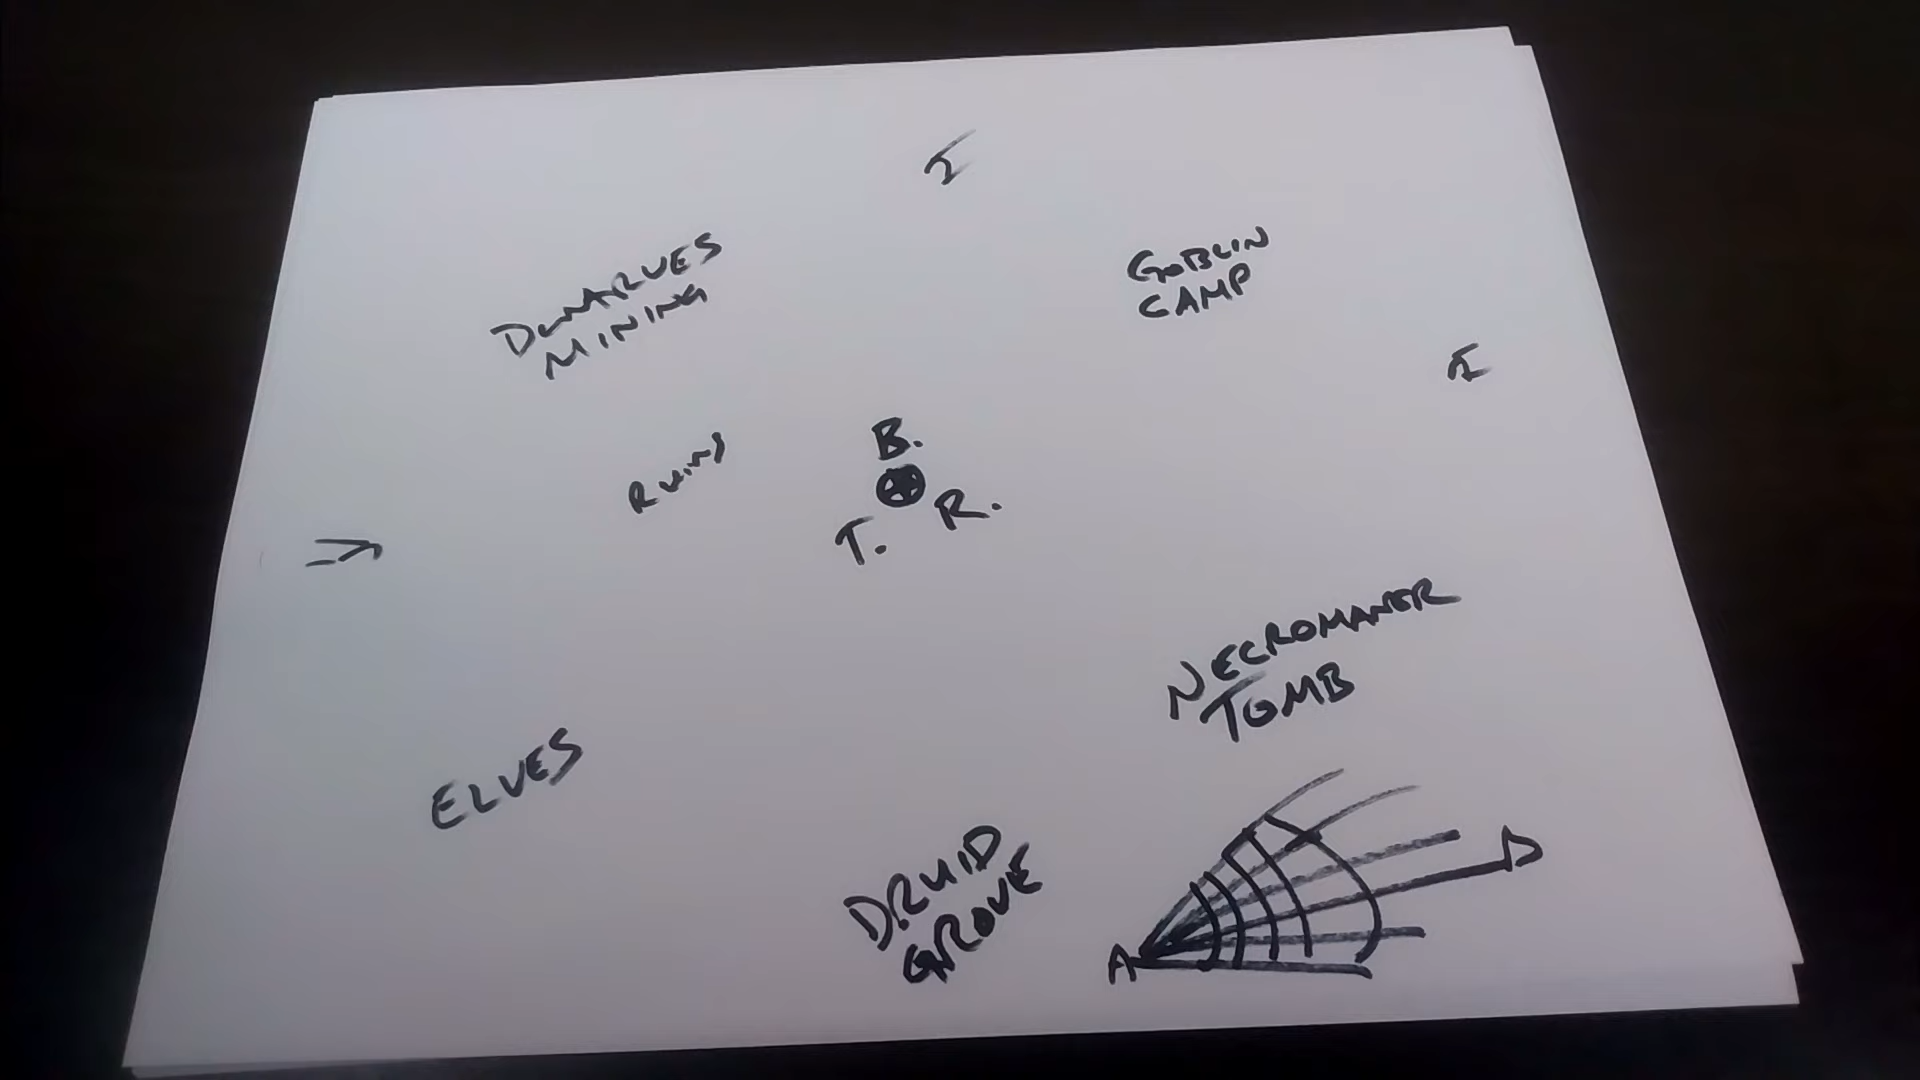 I
DWARVES
MINING
GOBLIN
CAMP
I
RUINS
B.
T.
R.
ELVES
NECROMANER
TOMB
DRUID
GROVE
A
D